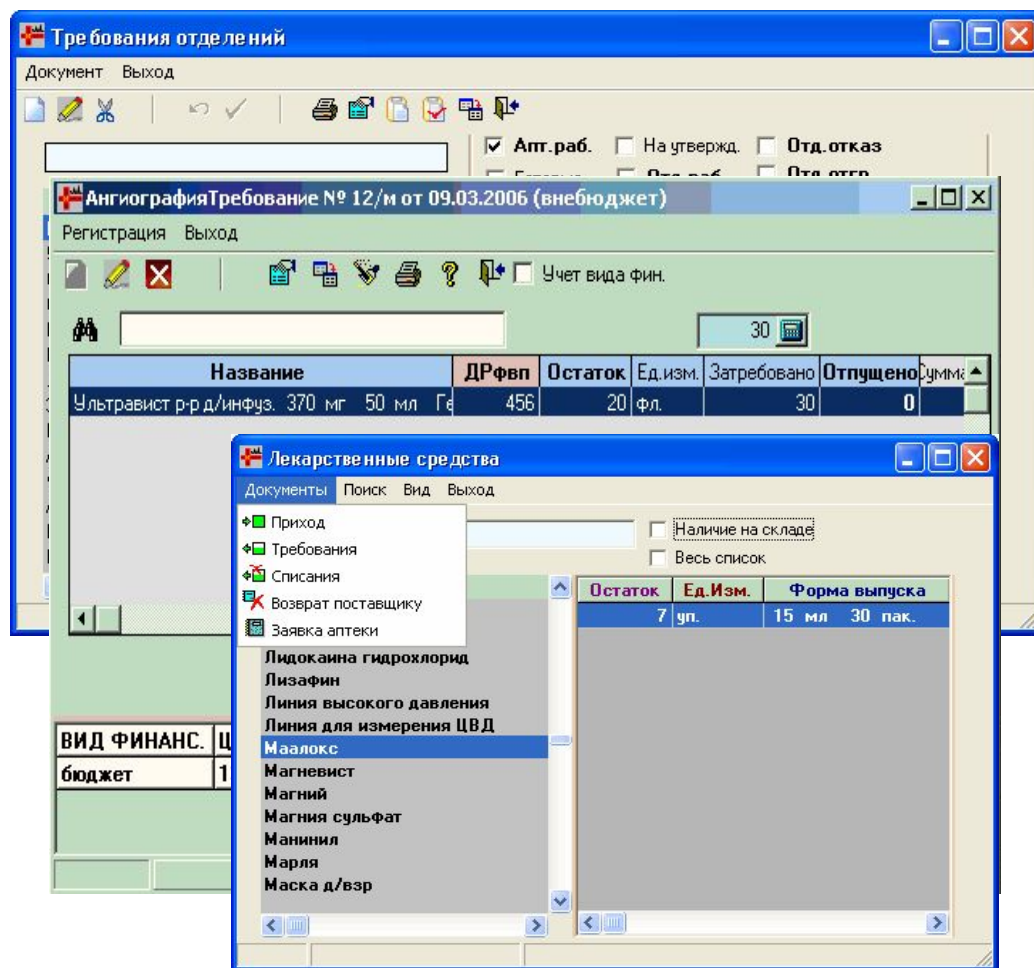 Требования отделений
Документ Выход
Апт.раб. На утвержд. Отд.отказ
АнгиографияТребование № 12/м от 09.03.2006 (внебюджет)
Регистрация Выход
Учет вида фин.
30
Название ДРфвп Остаток Ед.изм. Затребовано Отпущено
Ультравист р-р д/инфуз. 370 мг 50 мл 456 20 фл. 30 0
Лекарственные средства
Документы Поиск Вид Выход
Приход
Требования
Списания
Возврат поставщику
Заявка аптеки
Наличие на складе
Весь список
Остаток Ед.Изм. Форма выпуска
7 уп. 15 мл 30 пак.
Лидокаина гидрохлорид
Лизафин
Линия высокого давления
Линия для измерения ЦВД
Маалокс
Магневист
Магний
Магния сульфат
Манинил
Марля
Маска д/взр
ВИД ФИНАНС.
бюджет 1